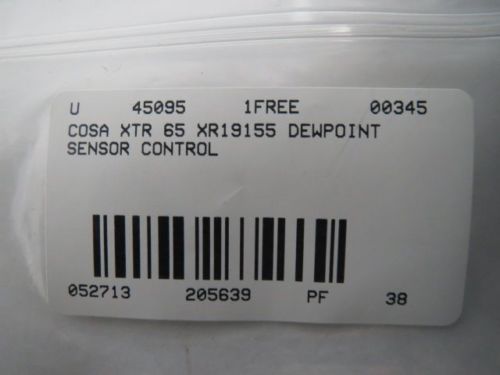 U 45095 1FREE 00345
COSA XTR 65 XR19155 DEWPOINT
SENSOR CONTROL
052713 205639 PF 38